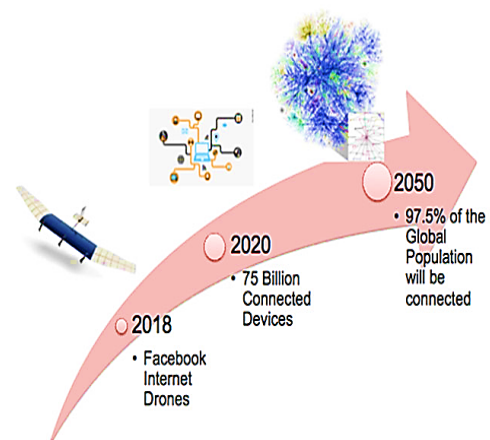 2018
• Facebook
Internet
Drones
2020
• 75 Billion
Connected
Devices
2050
• 97.5% of the
Global
Population
will be
connected